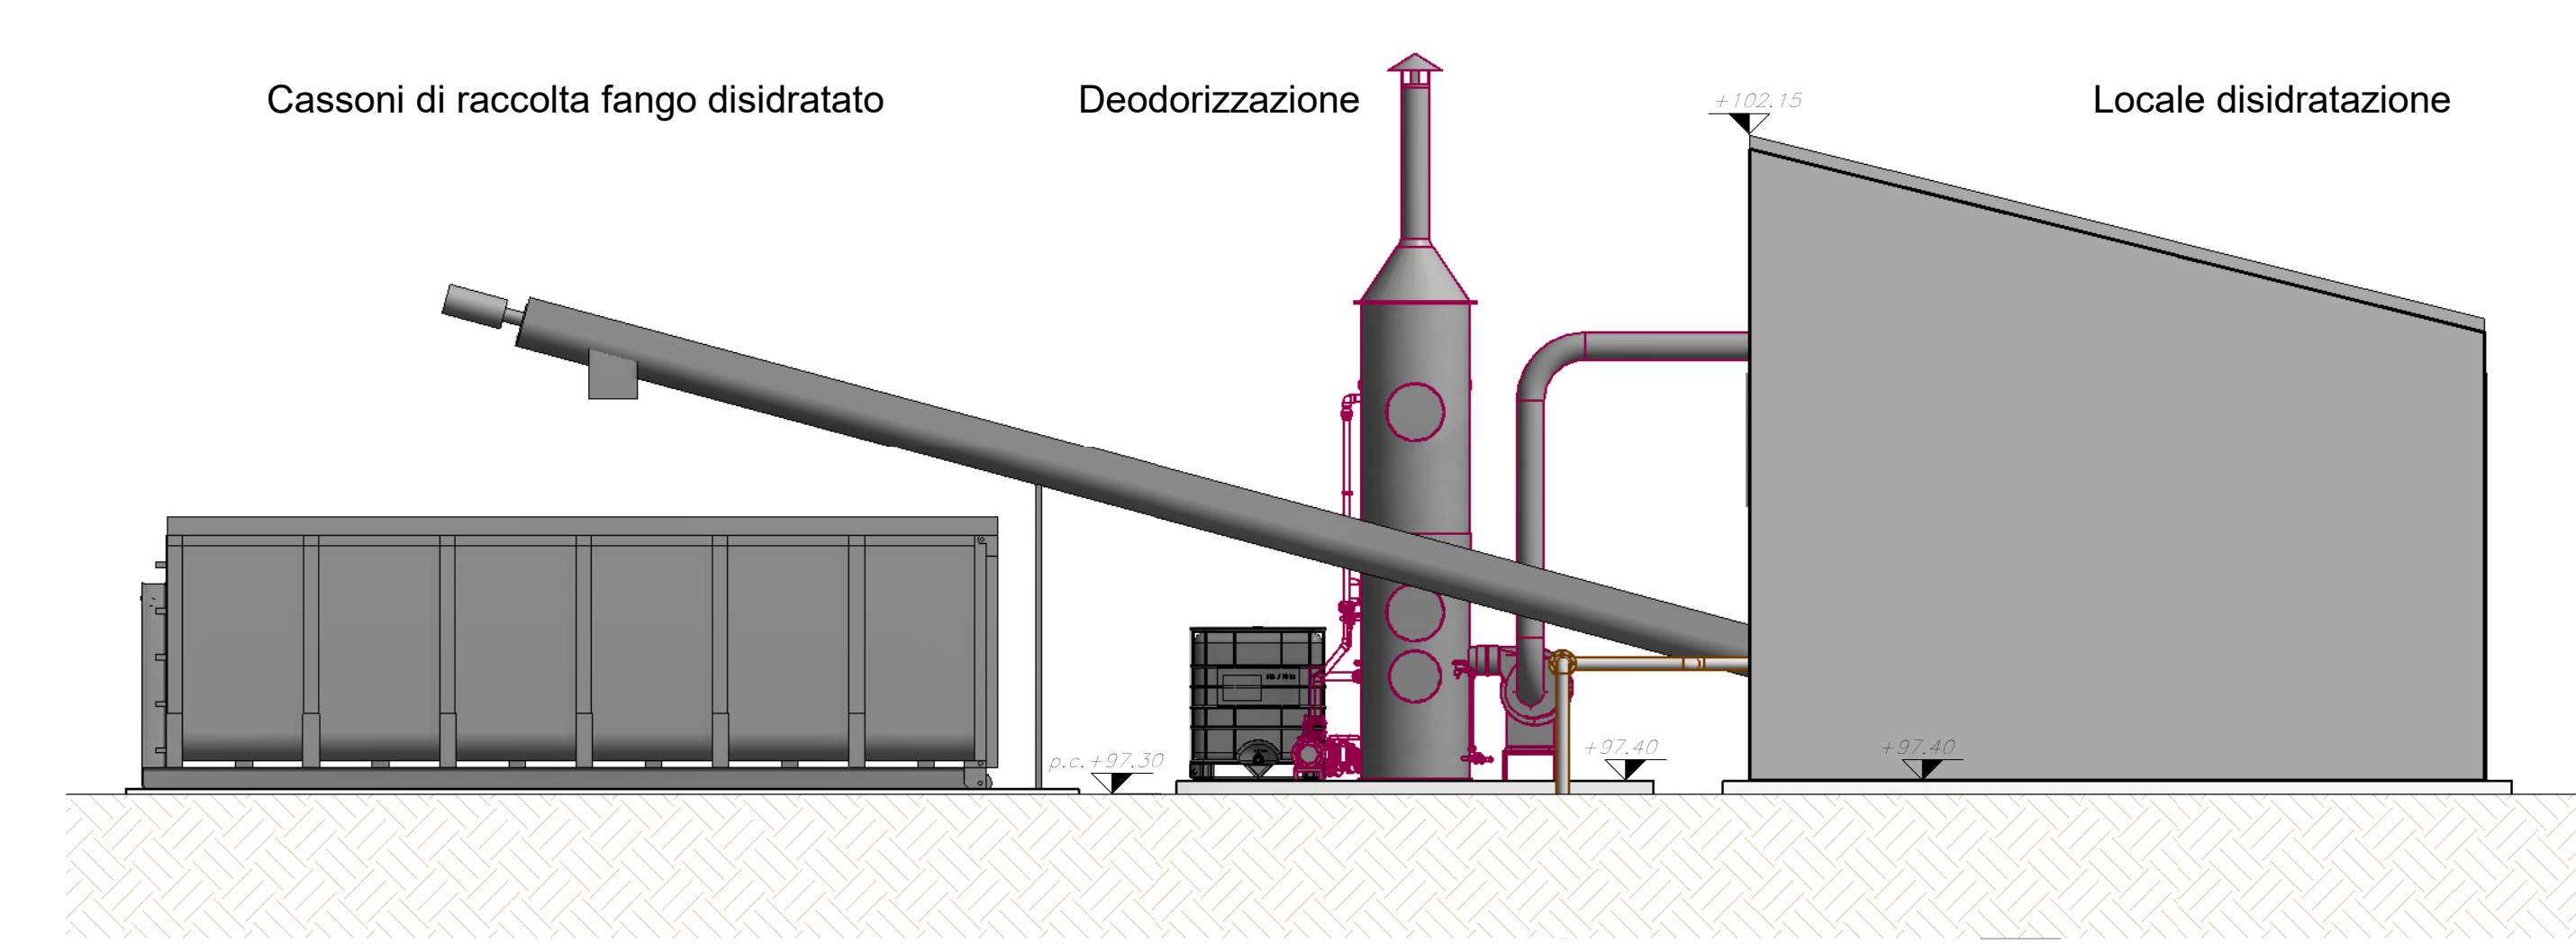 Cassoni di raccolta fango disidratato
Deodorizzazione
+102.15
Locale disidratazione
p.c.+97.30
+97.40
+97.40